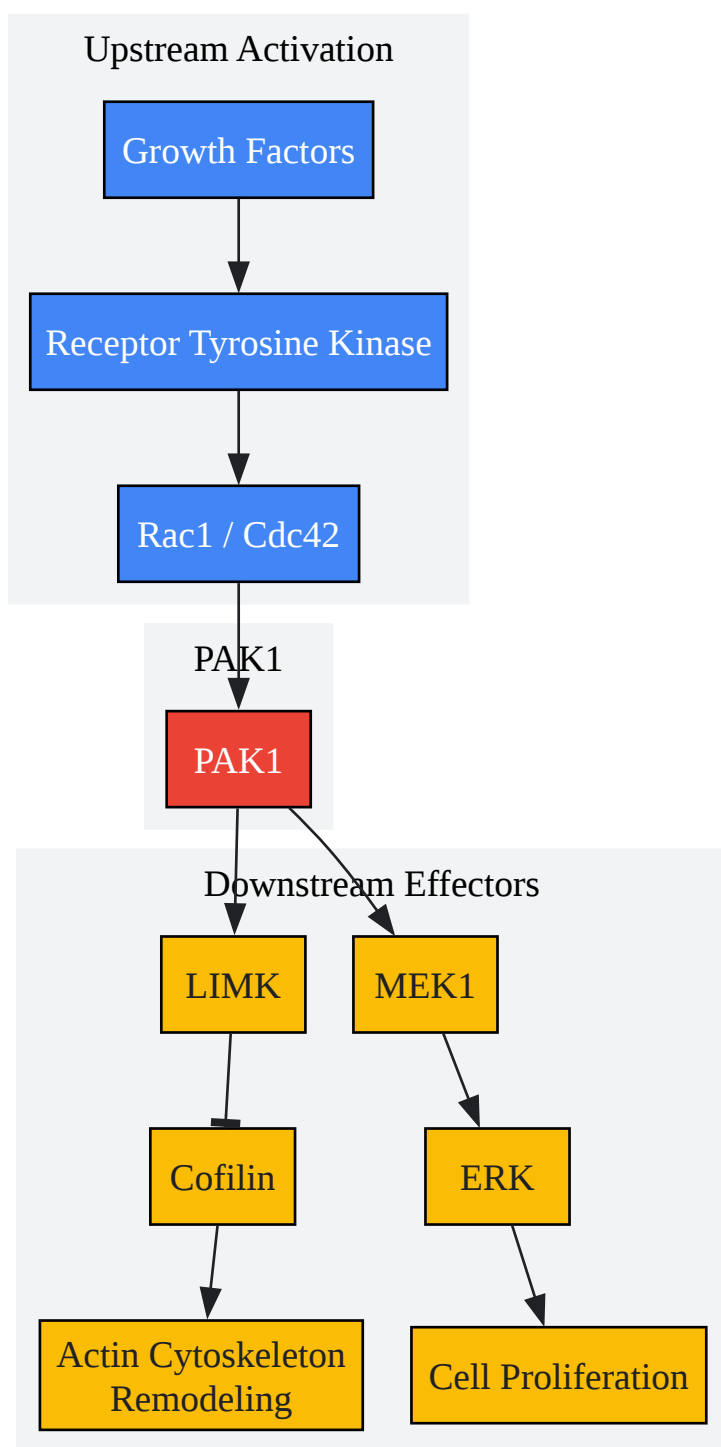 Upstream Activation
Growth Factors
Receptor Tyrosine Kinase
Rac1 / Cdc42
PAK1
PAK1
Downstream Effectors
LIMK
MEK1
Cofilin
ERK
Actin Cytoskeleton
Remodeling
Cell Proliferation